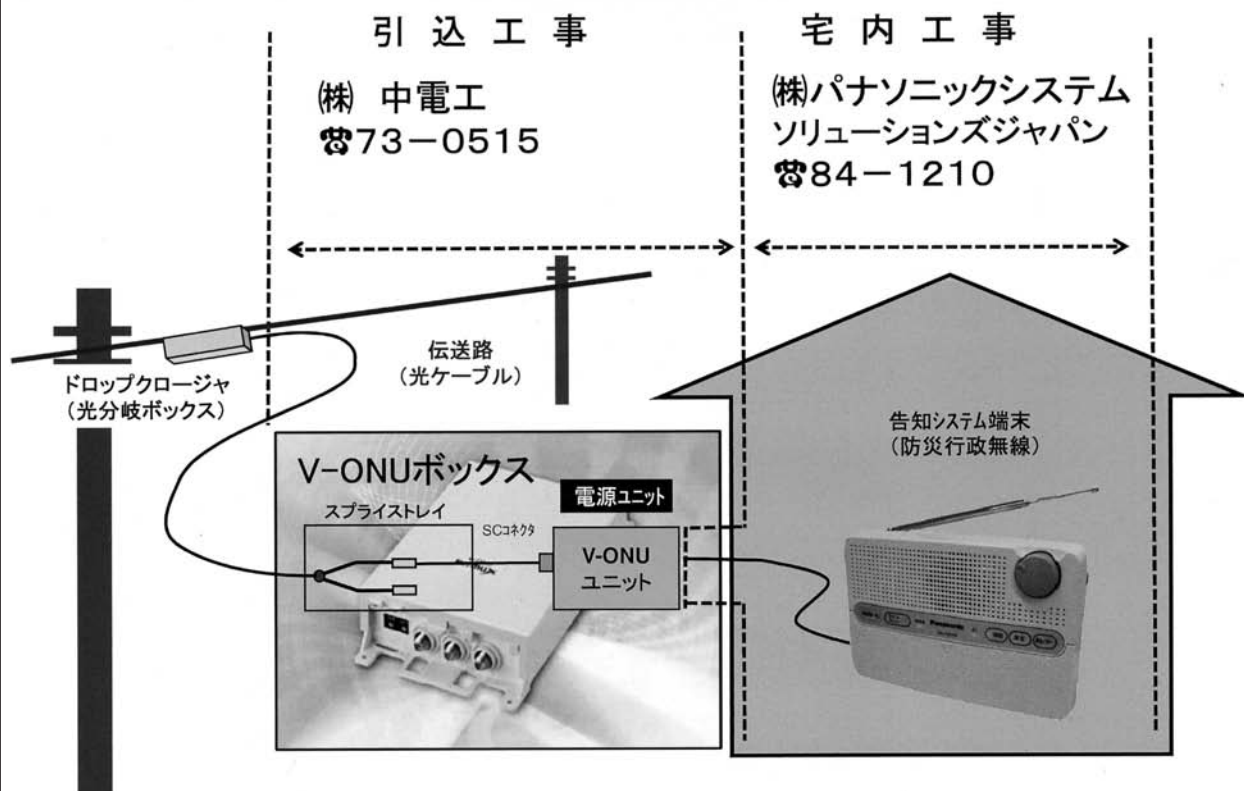 引込工事
宅内工事
㈱ 中電工
☎73－0515
㈱パナソニックシステム
ソリューションズジャパン
☎84－1210
伝送路
（光ケーブル）
ドロップクロージャ
（光分岐ボックス）
告知システム端末
（防災行政無線）
V-ONUボックス
電源ユニット
スプライストレイ
SCコネクタ
V-ONU
ユニット
Panasonic